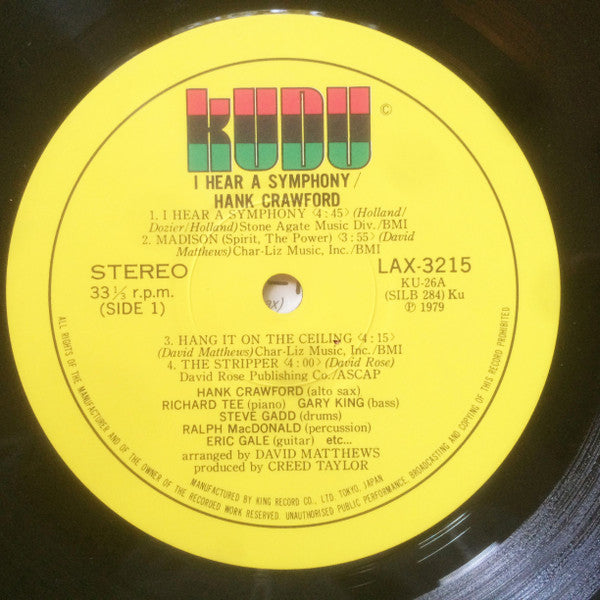 KUDU ©
I HEAR A SYMPHONY/
HANK CRAWFORD
1. I HEAR A SYMPHONY <4:45> (Holland/
Dozier/Holland) Stone Agate Music Div./BMI
2. MADISON (Spirit, The Power) <3:55> (David
Matthews) Char-Liz Music, Inc./BMI
STEREO
33⅓ r.p.m.
(SIDE 1)
LAX-3215
KU-26A
(SILB 284) Ku
Ⓟ 1979
3. HANG IT ON THE CEILING <4:15>
(David Matthews) Char-Liz Music, Inc./BMI
4. THE STRIPPER <4:00> (David Rose)
David Rose Publishing Co./ASCAP
HANK CRAWFORD (alto sax)
RICHARD TEE (piano) GARY KING (bass)
STEVE GADD (drums)
RALPH MacDONALD (percussion)
ERIC GALE (guitar) etc...
arranged by DAVID MATTHEWS
produced by CREED TAYLOR
ALL RIGHTS OF THE MANUFACTURER AND OF THE OWNER OF THE RECORDED WORK RESERVED. UNAUTHORISED PUBLIC PERFORMANCE, BROADCASTING AND COPYING OF THIS RECORD PROHIBITED
MANUFACTURED BY KING RECORD CO., LTD. TOKYO, JAPAN